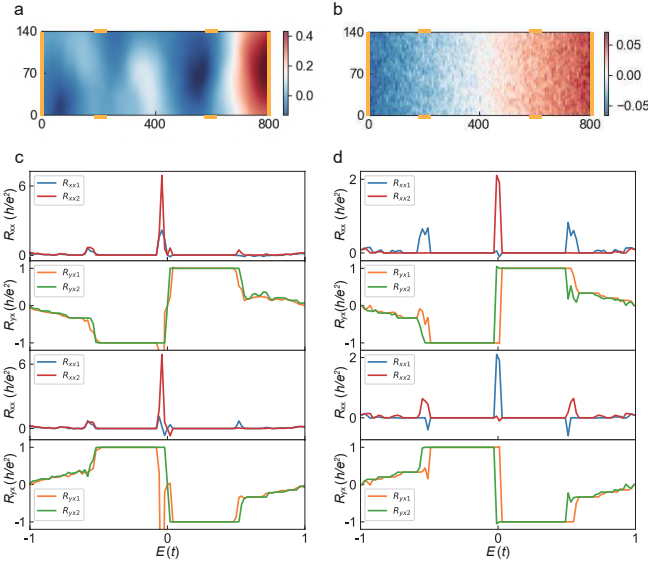 a
140
70
0
0
400
800
0.4
0.2
0.0
b
140
70
0
0
400
800
0.05
0.00
−0.05
c
R_xx (h/e²)
6
0
R_xx1
R_xx2
R_yx (h/e²)
1
0
-1
R_yx1
R_yx2
R_xx (h/e²)
6
0
R_xx1
R_xx2
R_yx (h/e²)
1
0
-1
R_yx1
R_yx2
-1
0
1
E(t)
d
R_xx (h/e²)
2
0
R_xx1
R_xx2
R_yx (h/e²)
1
0
-1
R_yx1
R_yx2
R_xx (h/e²)
2
0
R_xx1
R_xx2
R_yx (h/e²)
1
0
-1
R_yx1
R_yx2
-1
0
1
E(t)